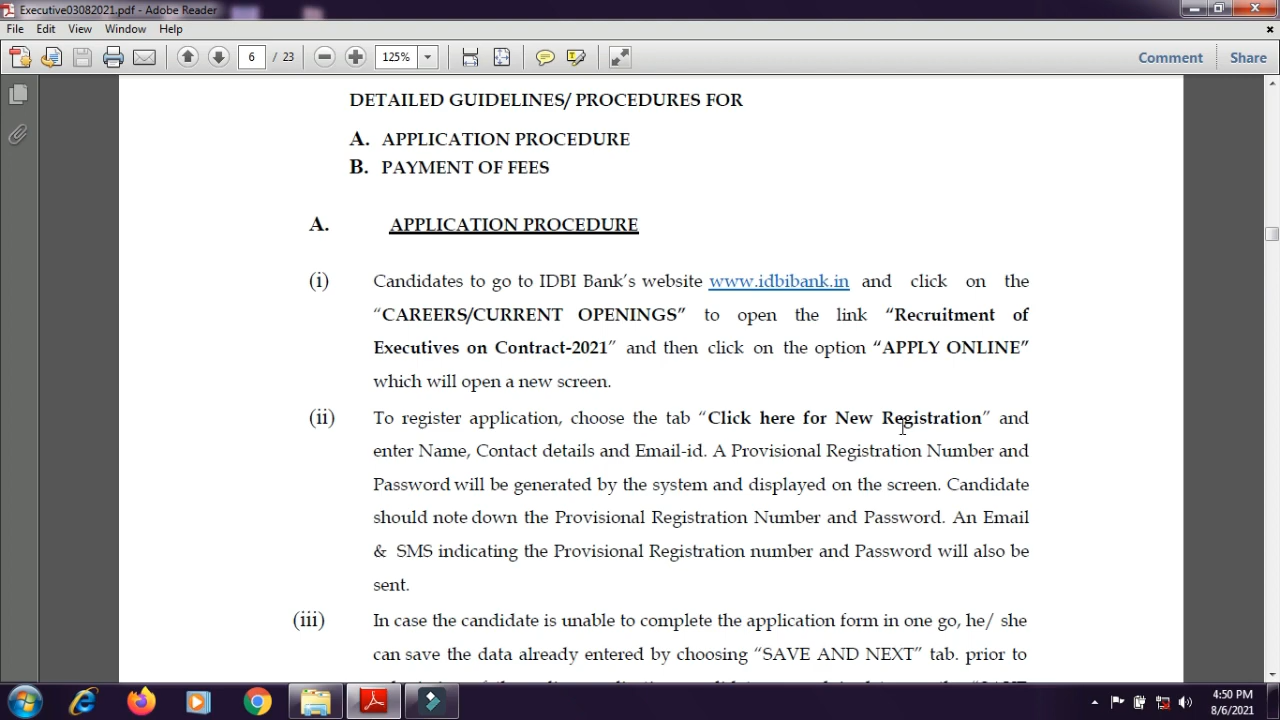 Executive03082021.pdf - Adobe Reader
File Edit View Window Help
6 / 23 125% Comment Share
DETAILED GUIDELINES/ PROCEDURES FOR
A. APPLICATION PROCEDURE
B. PAYMENT OF FEES
A. APPLICATION PROCEDURE
(i) Candidates to go to IDBI Bank’s website www.idbibank.in and click on the
“CAREERS/CURRENT OPENINGS” to open the link “Recruitment of
Executives on Contract-2021” and then click on the option “APPLY ONLINE”
which will open a new screen.
(ii) To register application, choose the tab “Click here for New Registration” and
enter Name, Contact details and Email-id. A Provisional Registration Number and
Password will be generated by the system and displayed on the screen. Candidate
should note down the Provisional Registration Number and Password. An Email
& SMS indicating the Provisional Registration number and Password will also be
sent.
(iii) In case the candidate is unable to complete the application form in one go, he/ she
can save the data already entered by choosing “SAVE AND NEXT” tab. prior to
4:50 PM
8/6/2021